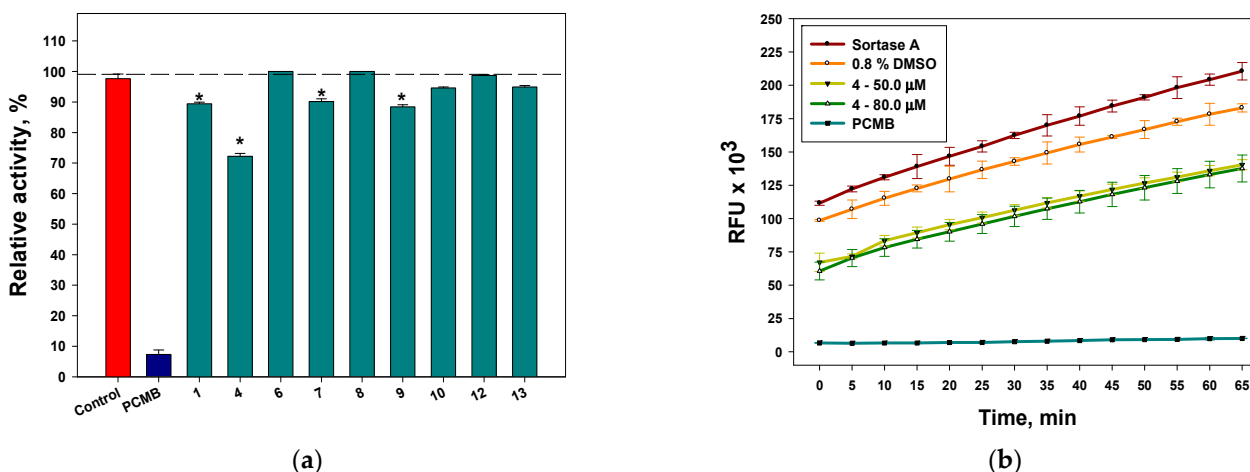 Relative activity, %
110
100
90
80
70
60
50
40
30
20
10
0
* * * *
Control PCMB 1 4 6 7 8 9 10 12 13
(a)
RFU x 10³
250
225
200
175
150
125
100
75
50
25
0
Sortase A
0.8 % DMSO
4 - 50.0 µM
4 - 80.0 µM
PCMB
0 5 10 15 20 25 30 35 40 45 50 55 60 65
Time, min
(b)